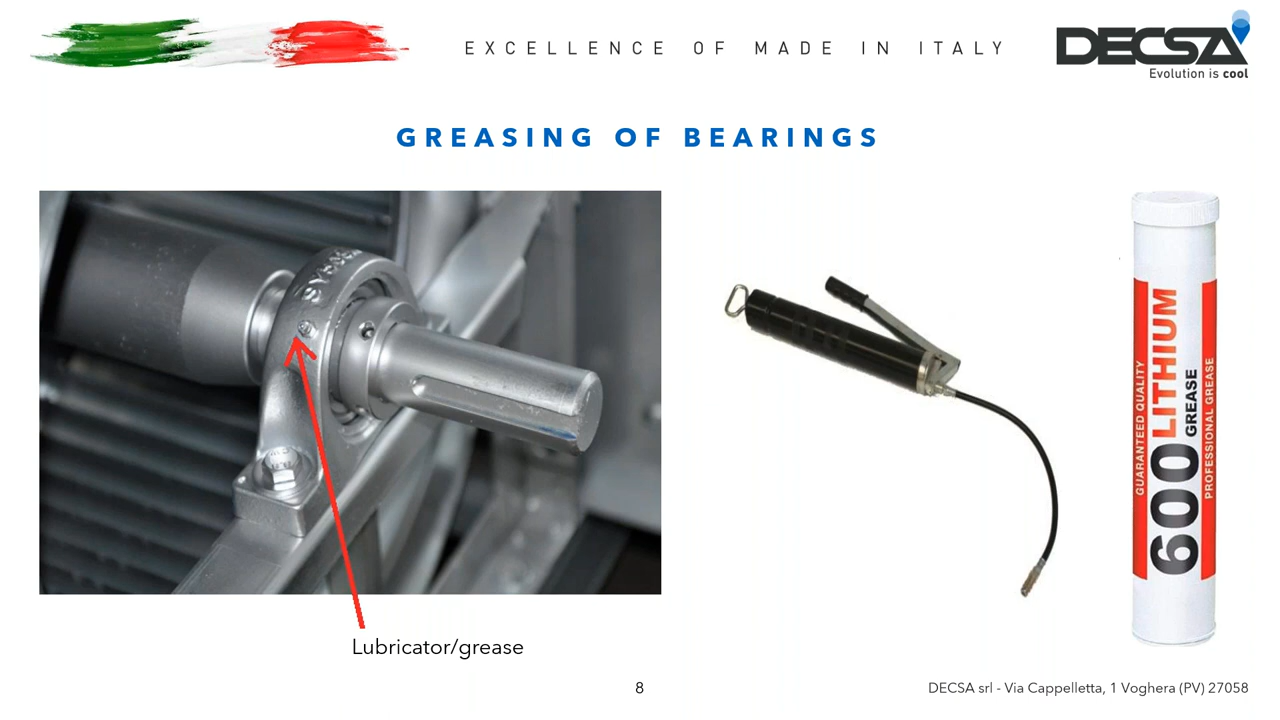 EXCELLENCE OF MADE IN ITALY
DECSA
Evolution is cool
GREASING OF BEARINGS
GUARANTEED QUALITY
600 LITHIUM
GREASE
PROFESSIONAL GREASE
Lubricator/grease
8
DECSA srl - Via Cappelletta, 1 Voghera (PV) 27058